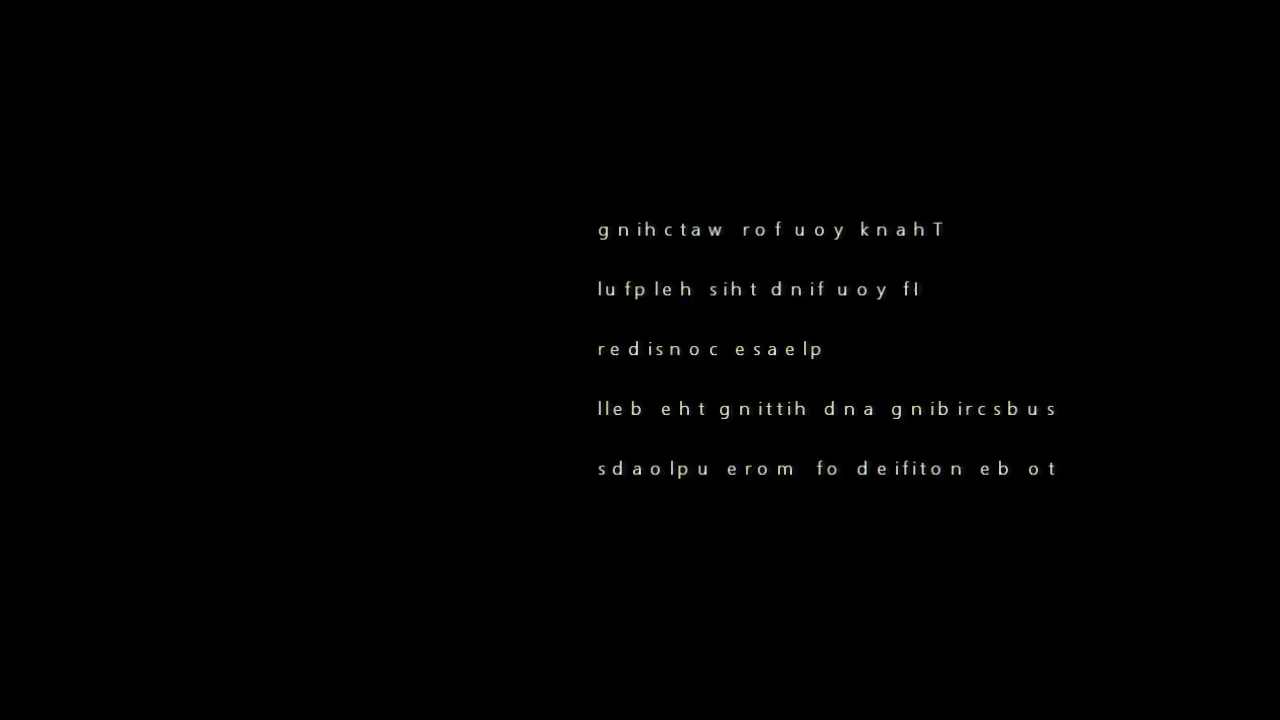 gnihctaw rof uoy knahT
lufpleh siht dnif uoy fI
redisnoc esaelp
lleb eht gnittih dna gnibircsbus
sdaolpu erom fo deifiton eb ot